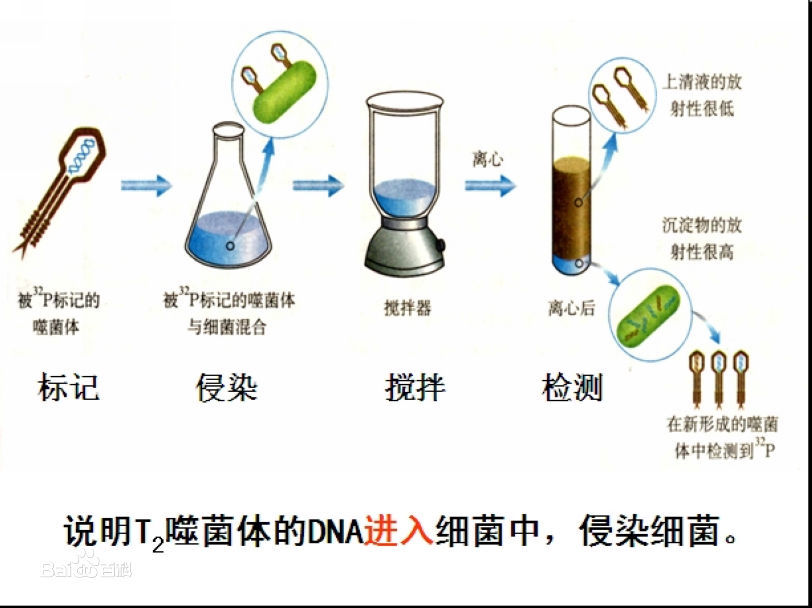 上清液的放
射性很低
离心
沉淀物的放
射性很高
被³²P标记的
噬菌体
被³²P标记的噬菌体
与细菌混合
搅拌器
离心后
标记
侵染
搅拌
检测
在新形成的噬菌
体中检测到³²P
说明T₂噬菌体的DNA进入细菌中，侵染细菌。
Baidu百科